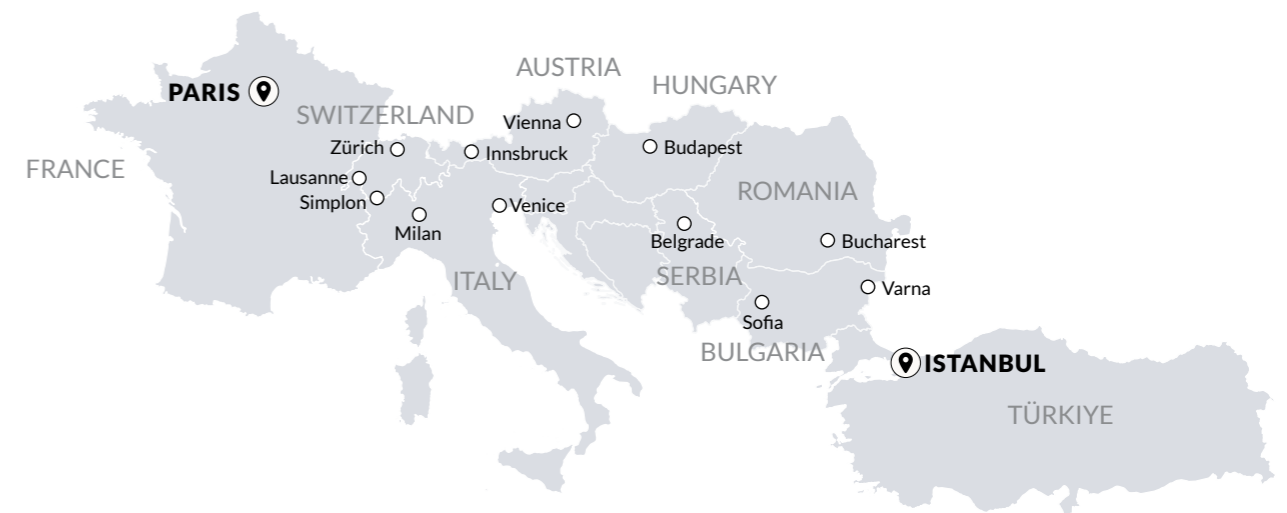 AUSTRIA
HUNGARY
PARIS
SWITZERLAND
Vienna
Zürich
Innsbruck
Budapest
FRANCE
Lausanne
ROMANIA
Simplon
Venice
Milan
Belgrade
Bucharest
ITALY
SERBIA
Varna
Sofia
BULGARIA
ISTANBUL
TÜRKIYE